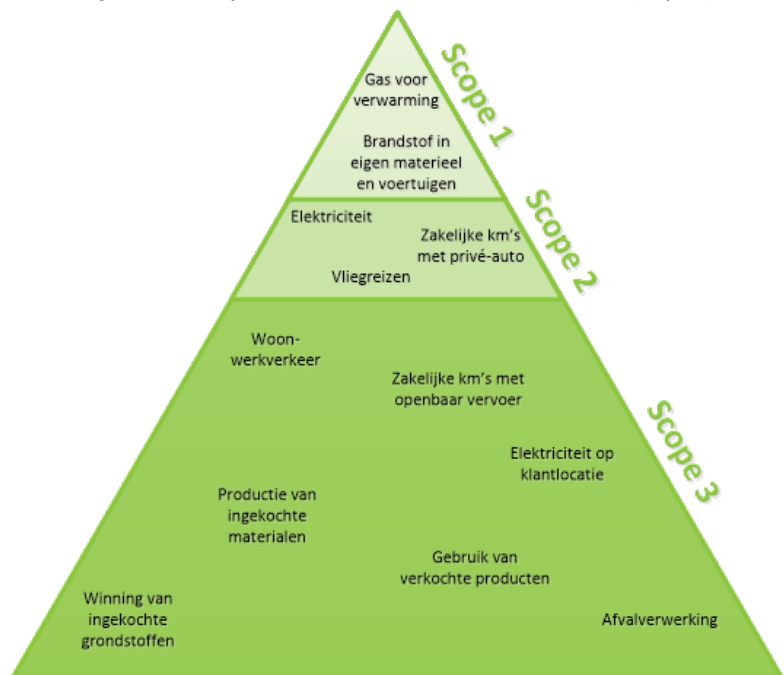 Gas voor
verwarming
Brandstof in
eigen materieel
en voertuigen
Scope 1
Elektriciteit
Zakelijke km's
met privé-auto
Vliegreizen
Scope 2
Woon-
werkverkeer
Zakelijke km's met
openbaar vervoer
Elektriciteit op
klantlocatie
Scope 3
Productie van
ingekochte
materialen
Gebruik van
verkochte producten
Winning van
ingekochte
grondstoffen
Afvalverwerking